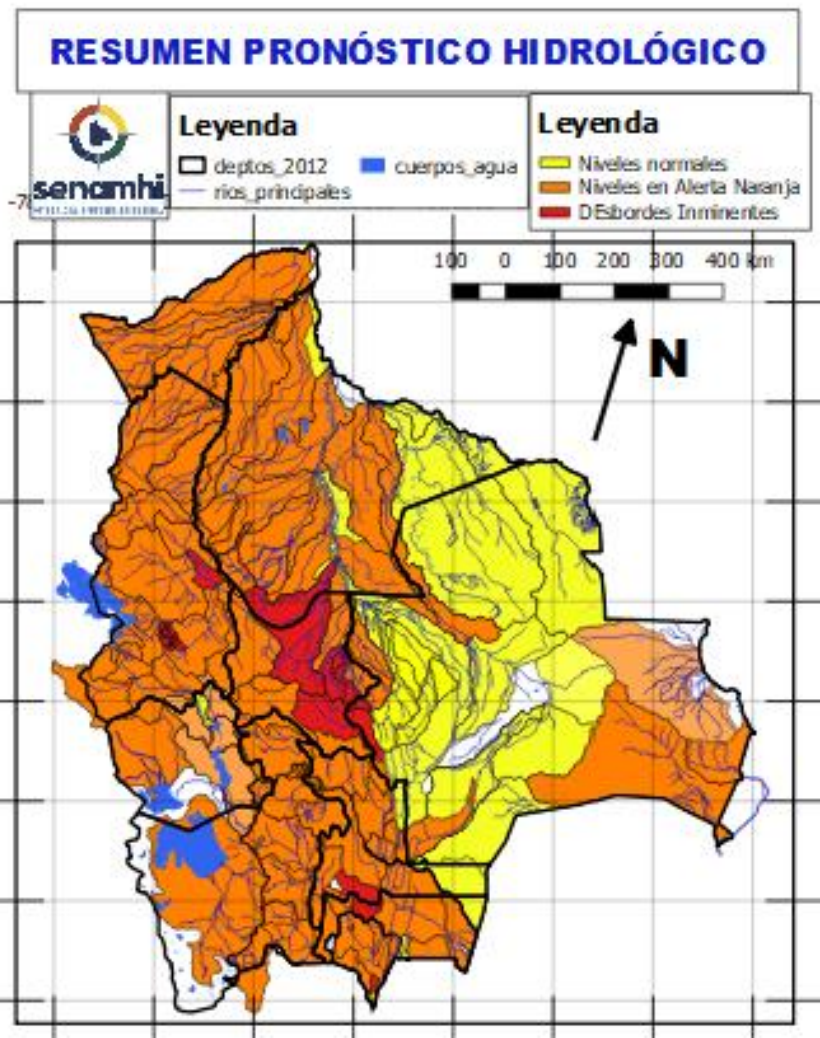 RESUMEN PRONÓSTICO HIDROLÓGICO
senamhi
Leyenda
deptos_2012
cuerpos_agua
rios_principales
Leyenda
Niveles normales
Niveles en Alerta Naranja
DEsbordes Inminentes
100 0 100 200 300 400 km
N